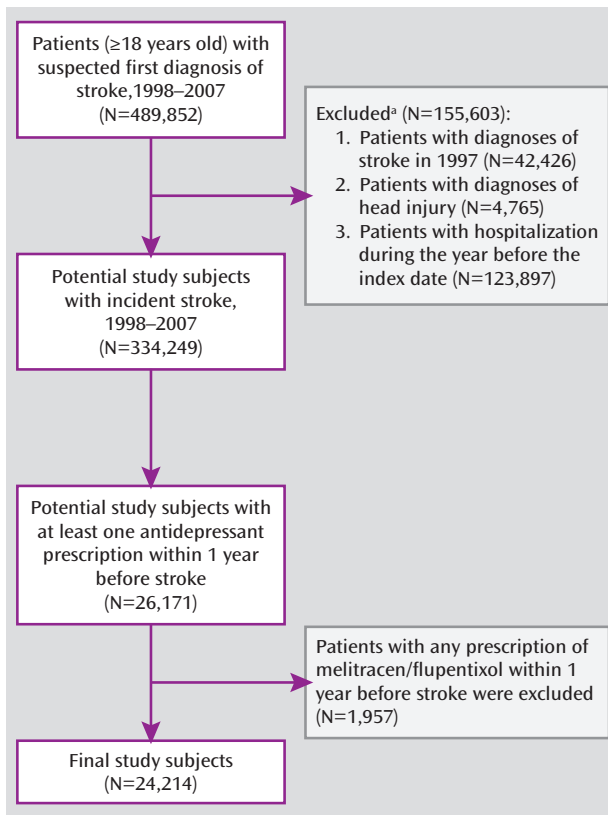 Patients (≥18 years old) with
suspected first diagnosis of
stroke,1998–2007
(N=489,852)
Excludedᵃ (N=155,603):
1. Patients with diagnoses of
stroke in 1997 (N=42,426)
2. Patients with diagnoses of
head injury (N=4,765)
3. Patients with hospitalization
during the year before the
index date (N=123,897)
Potential study subjects
with incident stroke,
1998–2007
(N=334,249)
Potential study subjects with
at least one antidepressant
prescription within 1 year
before stroke
(N=26,171)
Patients with any prescription of
melitracen/flupentixol within 1
year before stroke were excluded
(N=1,957)
Final study subjects
(N=24,214)